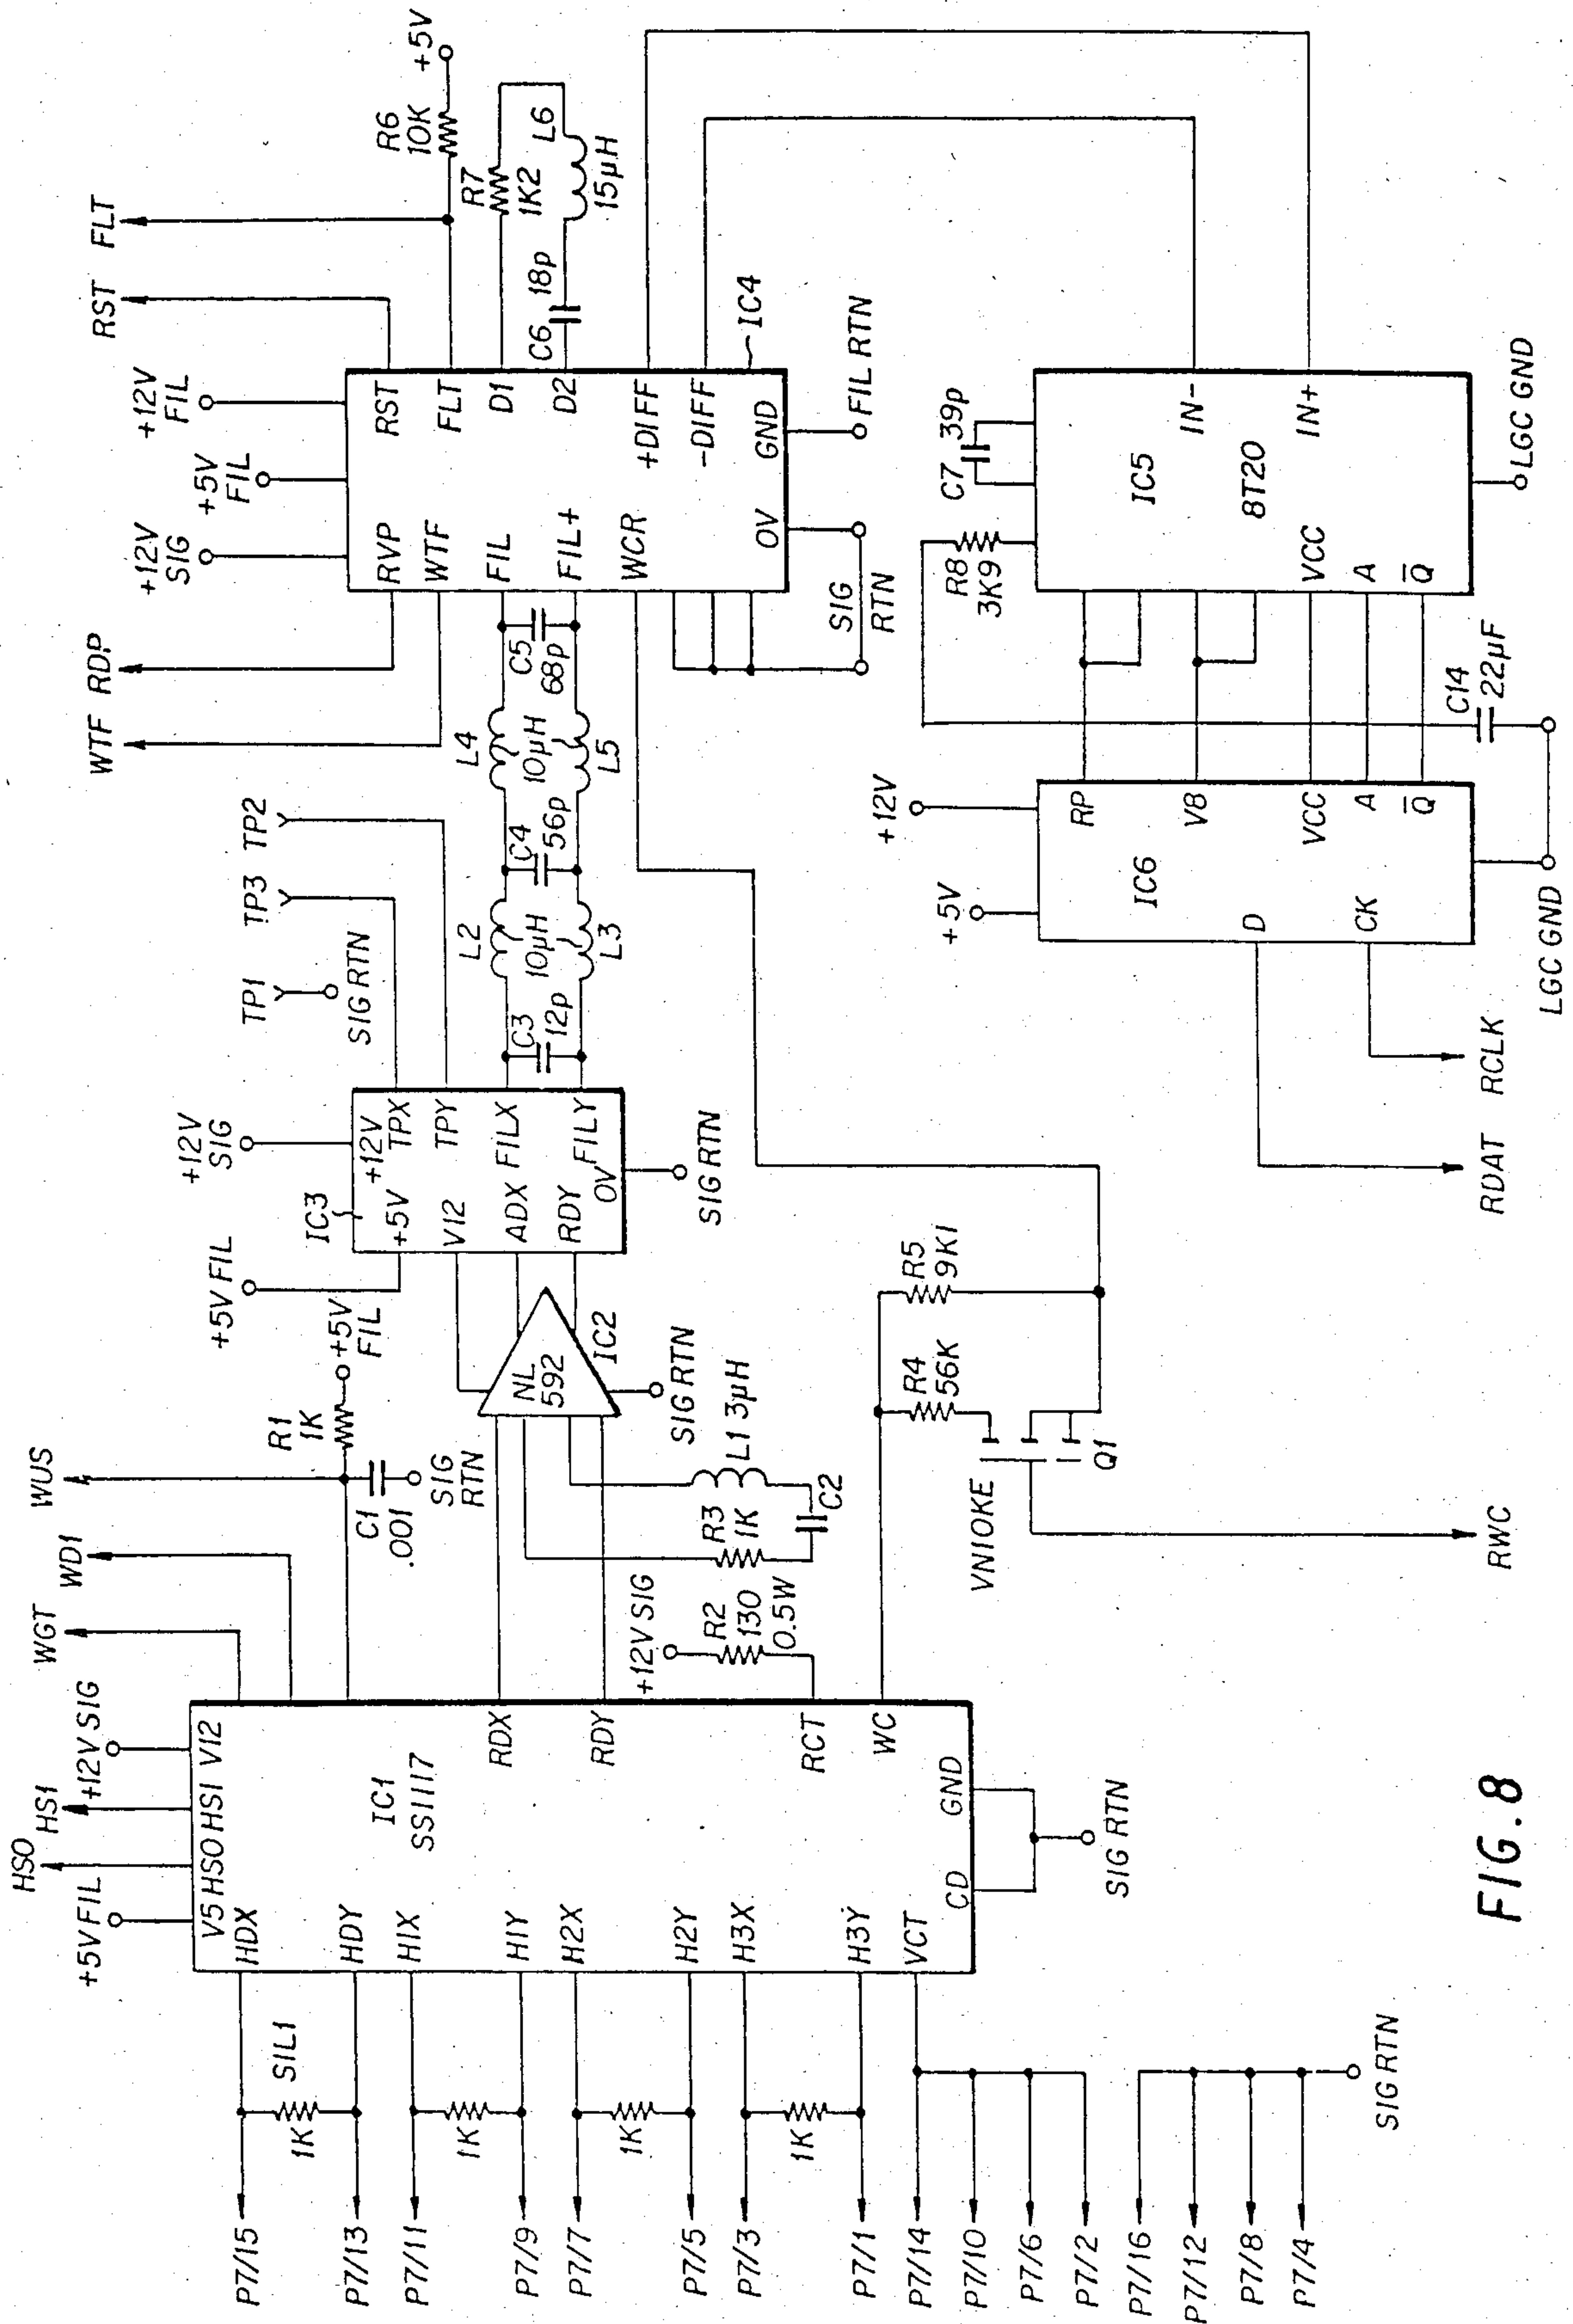 HSO
HS1
+5V FIL
+12V SIG
WGT
WD1
WUS
R1
1K
+5V
FIL
C1
.001
SIG
RTN
V5 HSO HS1 V12
HDX
HDY
H1X
H1Y
H2X
H2Y
H3X
H3Y
VCT
IC1
SS1117
RDX
RDY
RCT
WC
CD
GND
SIG RTN
SIL1
1K
1K
1K
1K
P7/15
P7/13
P7/11
P7/9
P7/7
P7/5
P7/3
P7/1
P7/14
P7/10
P7/6
P7/2
P7/16
P7/12
P7/8
P7/4
SIG RTN
+12V SIG
R2
130
0.5W
R3
1K
L1 3µH
C2
NL
592
IC2
SIG RTN
+5V FIL
+12V
SIG
IC3
+5V
+12V
TPX
V12
TPY
ADX
FILX
RDY
FILY
OV
SIG RTN
TP1
SIG RTN
TP3
TP2
C3
12p
L2
10µH
L3
C4
56p
L4
10µH
L5
C5
68p
WTF
RDP
+12V
SIG
+5V
FIL
+12V
FIL
RST
FLT
RVP
WTF
FIL
FIL+
WCR
OV
RST
FLT
D1
D2
+DIFF
-DIFF
GND
IC4
SIG
RTN
FIL RTN
R6
10K
+5V
R7
1K2
L6
15µH
C6
18p
R4
56K
R5
9K1
VN10KE
Q1
RWC
+5V
+12V
IC6
RP
V8
VCC
A
Q̅
D
CK
LGC GND
RDAT
RCLK
C14
22µF
R8
3K9
C7
39p
IC5
8T20
IN-
IN+
VCC
A
Q̅
LGC GND
FIG. 8